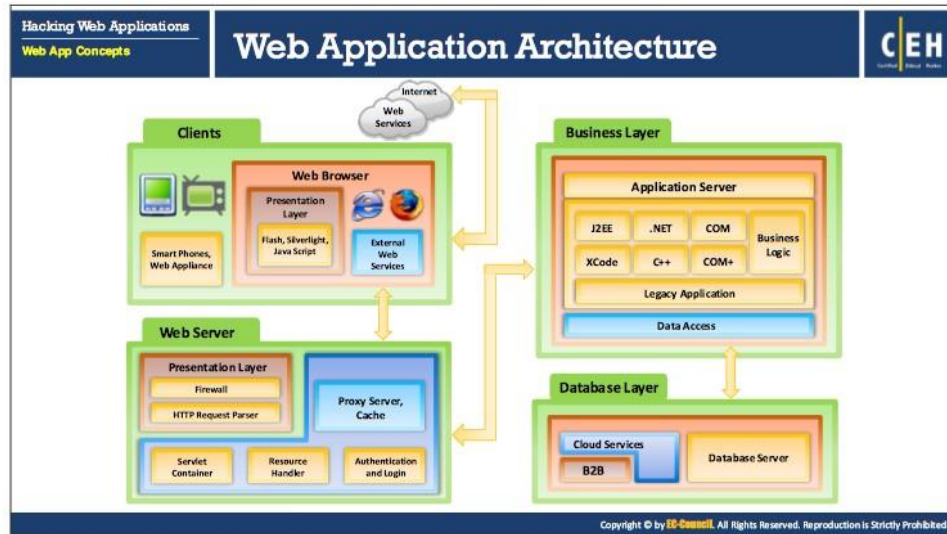 Hacking Web Applications
Web App Concepts
Web Application Architecture
CEH
Certified Ethical Hacker
Internet
Web
Services
Clients
Web Browser
Presentation
Layer
Flash, Silverlight,
Java Script
Smart Phones,
Web Appliance
External
Web
Services
Web Server
Presentation Layer
Firewall
HTTP Request Parser
Proxy Server,
Cache
Servlet
Container
Resource
Handler
Authentication
and Login
Business Layer
Application Server
J2EE
.NET
COM
XCode
C++
COM+
Business
Logic
Legacy Application
Data Access
Database Layer
Cloud Services
B2B
Database Server
Copyright © by EC-Council. All Rights Reserved. Reproduction is Strictly Prohibited.